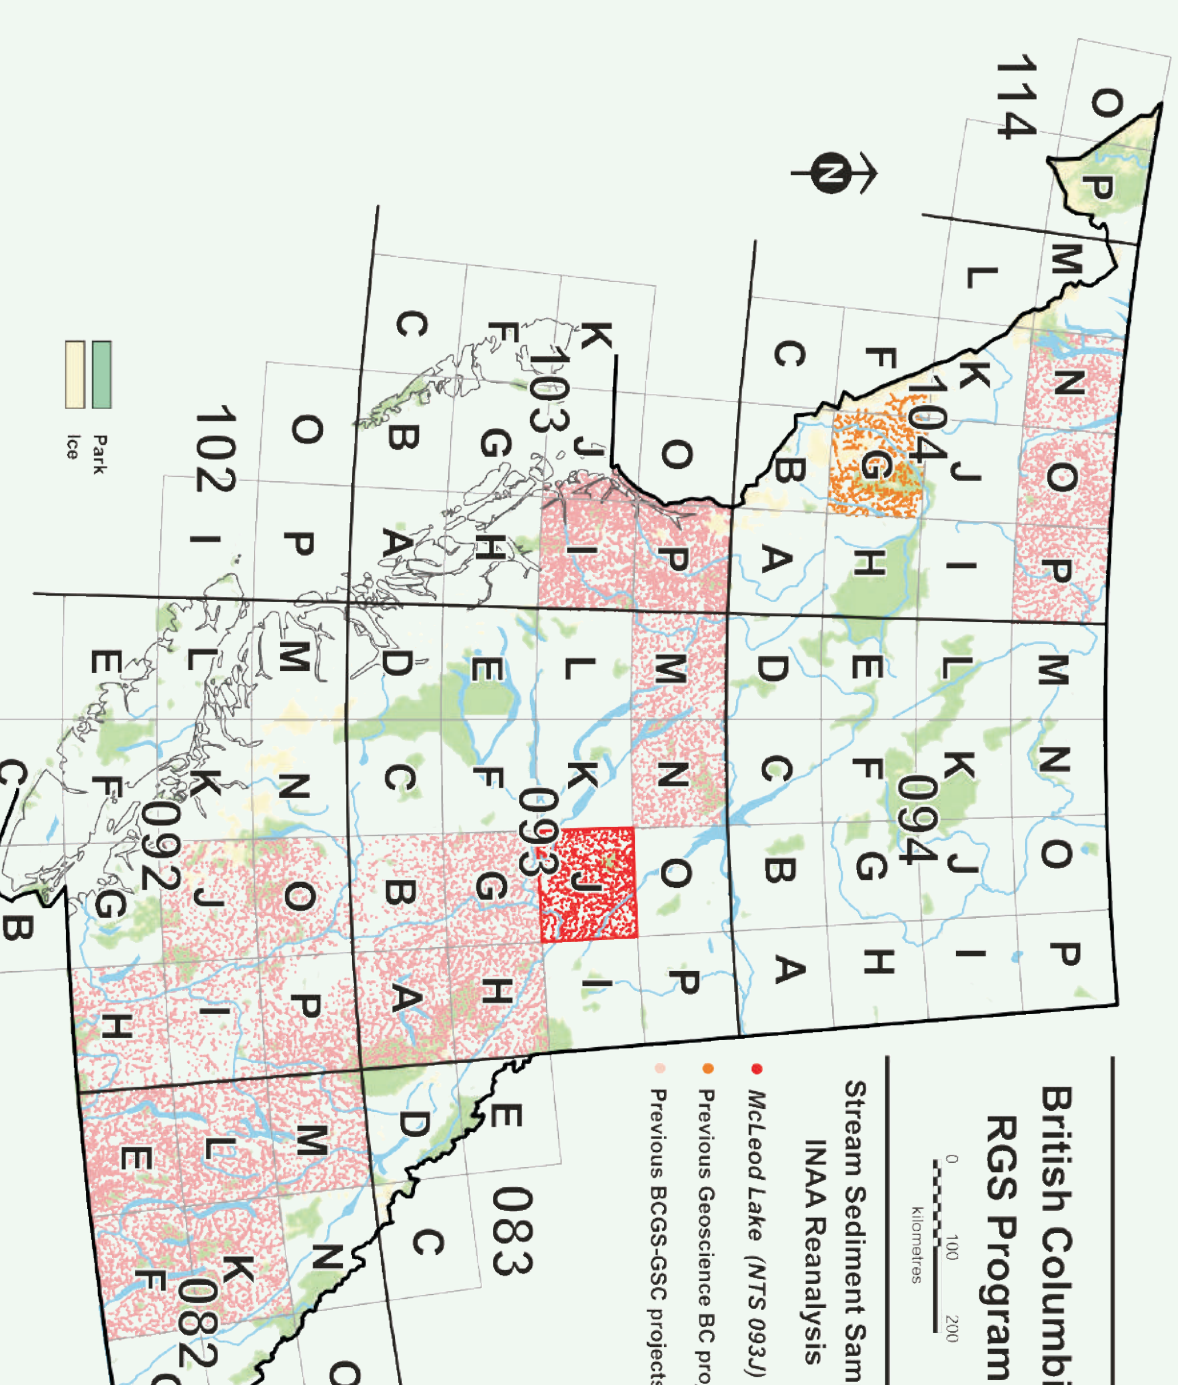 British Columbi
RGS Program
0 100 200
kilometres
Stream Sediment Sam
INAA Reanalysis
McLeod Lake (NTS 093J)
Previous Geoscience BC pro
Previous BCGS-GSC projects
O P M N O P M N O P
114
L K J I L K J I
104 094
N
F G H E F G H
C B A D C B A
O P M N O P
K J I L K J I
103 093 083
F G H E F G H E
C B A D C B A D C
O P M N O P M N O
102 092 082
I L K J I L K
E F G H E F
C B
Park
Ice